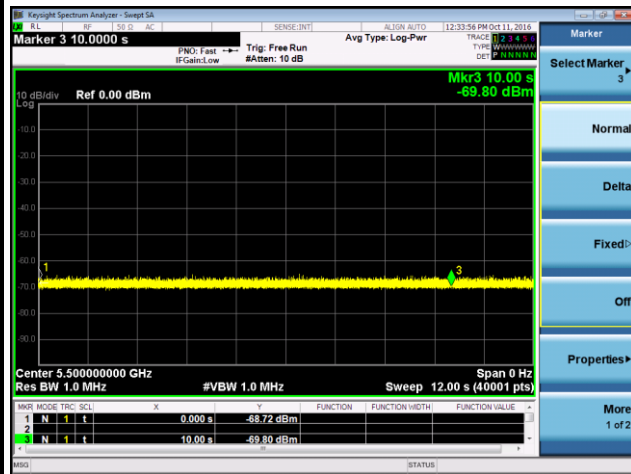 Keysight Spectrum Analyzer - Swept SA
RL RF 50 Ω AC SENSE:INT ALIGN AUTO 12:33:56 PM Oct 11, 2016
Marker 3 10.0000 s
PNO: Fast
IFGain:Low
Trig: Free Run
#Atten: 10 dB
Avg Type: Log-Pwr
TRACE 1 2 3 4 5 6
TYPE WWWWWW
DET P N N N N N
Mkr3 10.00 s
-69.80 dBm
10 dB/div Ref 0.00 dBm
Log
-10.0
-20.0
-30.0
-40.0
-50.0
-60.0
-70.0
-80.0
-90.0
1
3
Center 5.500000000 GHz Span 0 Hz
Res BW 1.0 MHz #VBW 1.0 MHz Sweep 12.00 s (40001 pts)
MKR MODE TRC SCL X Y FUNCTION FUNCTION WIDTH FUNCTION VALUE
1 N 1 t 0.000 s -68.72 dBm
2
3 N 1 t 10.00 s -69.80 dBm
MSG STATUS
Marker
Select Marker
3
Normal
Delta
Fixed
Off
Properties
More
1 of 2